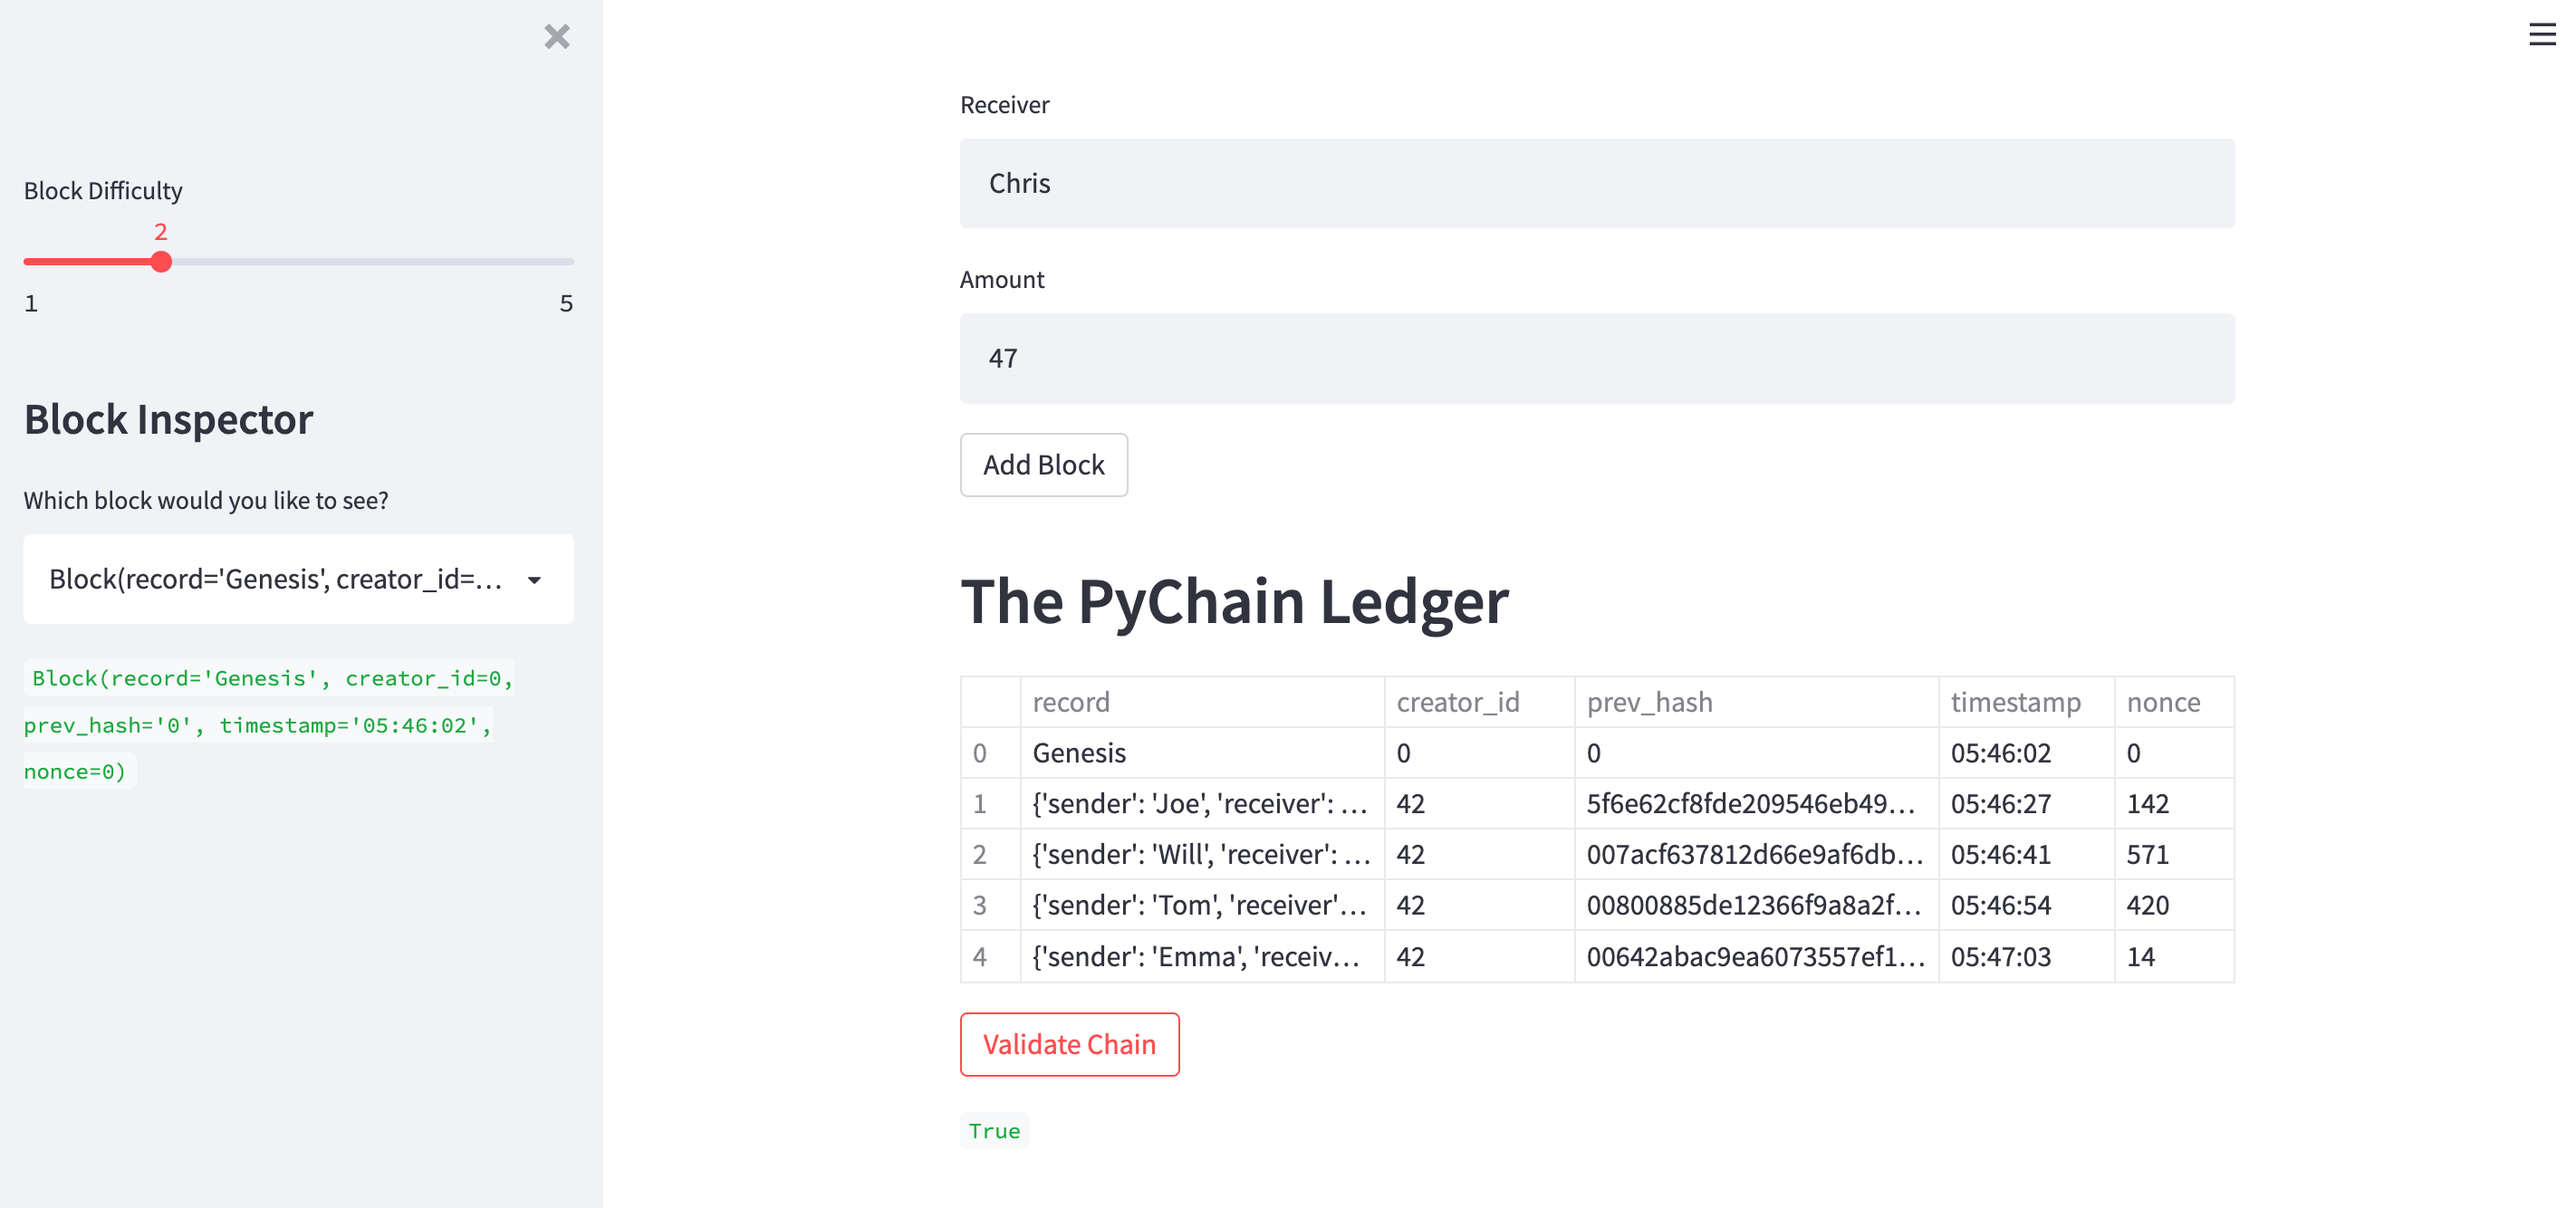 Block Difficulty
2
1 5
Block Inspector
Which block would you like to see?
Block(record='Genesis', creator_id=...
Block(record='Genesis', creator_id=0,
prev_hash='0', timestamp='05:46:02',
nonce=0)
Receiver
Chris
Amount
47
Add Block
The PyChain Ledger
record creator_id prev_hash timestamp nonce
0 Genesis 0 0 05:46:02 0
1 {'sender': 'Joe', 'receiver': ... 42 5f6e62cf8fde209546eb49... 05:46:27 142
2 {'sender': 'Will', 'receiver': ... 42 007acf637812d66e9af6db... 05:46:41 571
3 {'sender': 'Tom', 'receiver'... 42 00800885de12366f9a8a2f... 05:46:54 420
4 {'sender': 'Emma', 'receiv... 42 00642abac9ea6073557ef1... 05:47:03 14
Validate Chain
True